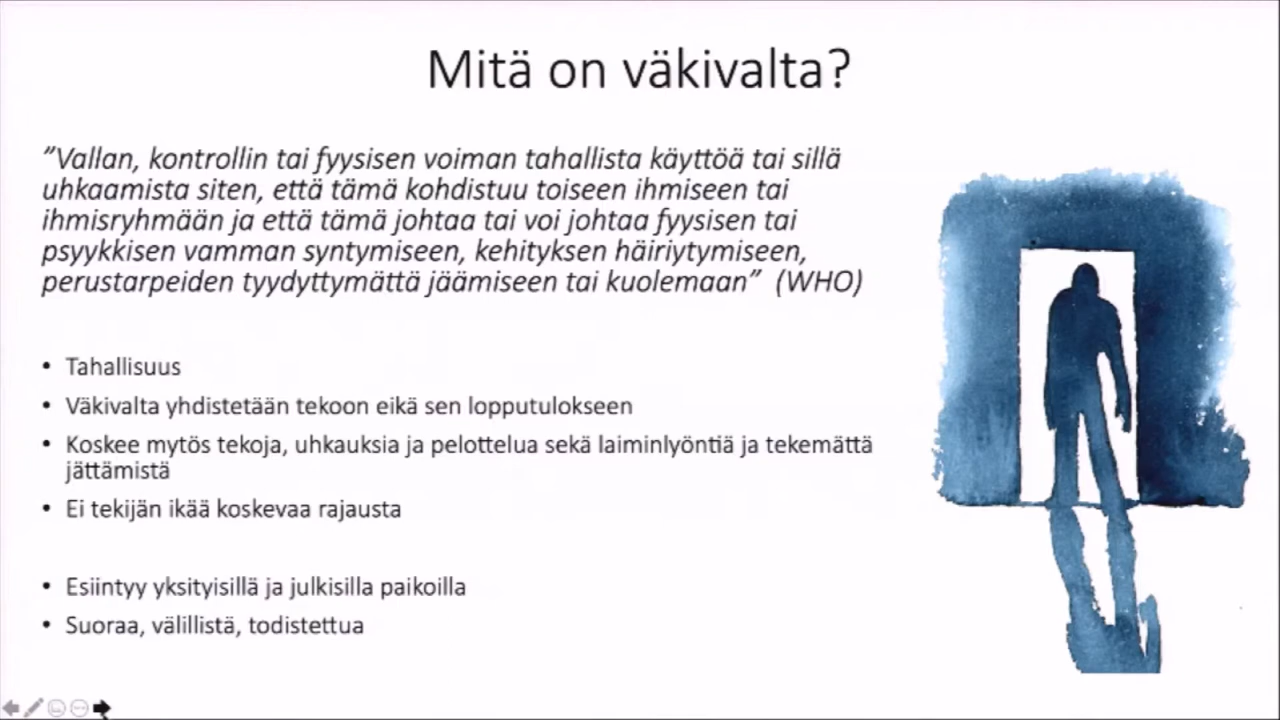 Mitä on väkivalta?
”Vallan, kontrollin tai fyysisen voiman tahallista käyttöä tai sillä
uhkaamista siten, että tämä kohdistuu toiseen ihmiseen tai
ihmisryhmään ja että tämä johtaa tai voi johtaa fyysisen tai
psyykkisen vamman syntymiseen, kehityksen häiriytymiseen,
perustarpeiden tyydyttymättä jäämiseen tai kuolemaan” (WHO)
• Tahallisuus
• Väkivalta yhdistetään tekoon eikä sen lopputulokseen
• Koskee mytös tekoja, uhkauksia ja pelottelua sekä laiminlyöntiä ja tekemättä
jättämistä
• Ei tekijän ikää koskevaa rajausta
• Esiintyy yksityisillä ja julkisilla paikoilla
• Suoraa, välillistä, todistettua